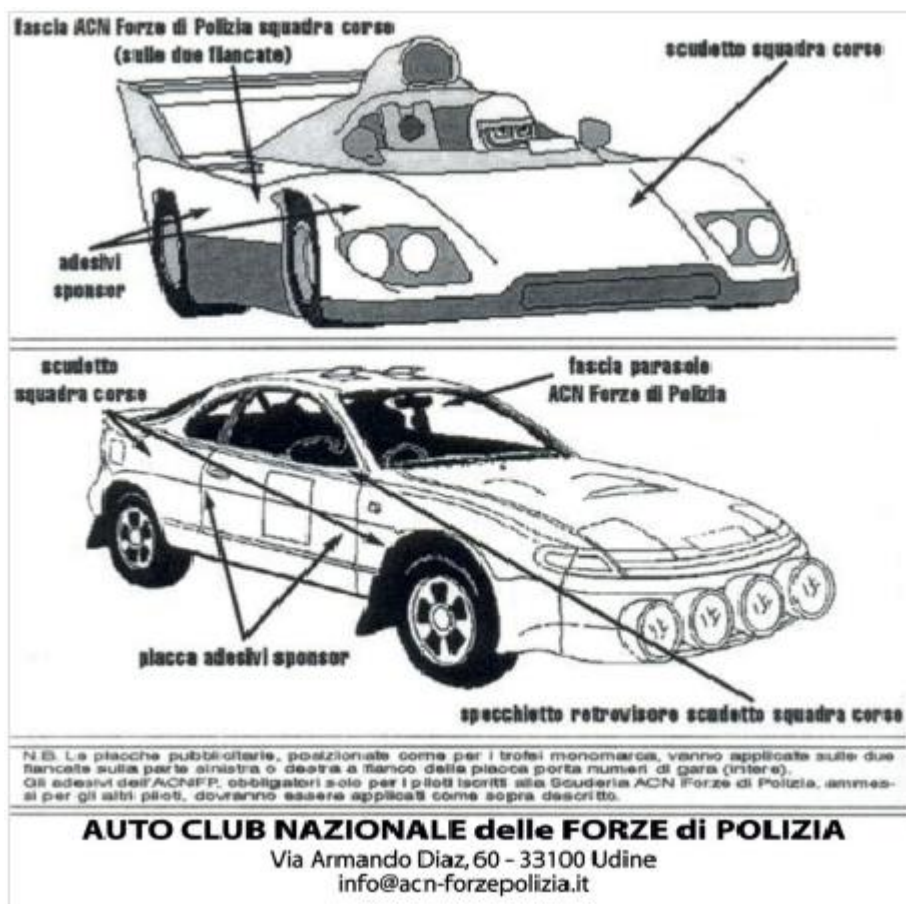 fascia ACN Forze di Polizia squadra corse
(sulle due fiancate)
scudetto squadra corse
adesivi
sponsor
scudetto
squadra corse
fascia parasole
ACN Forze di Polizia
placca adesivi sponsor
specchietto retrovisore scudetto squadra corse
N.B. Le placche pubblicitarie, posizionate come per i trofei monomarca, vanno applicate sulle due
fiancate sulla parte sinistra o destra a fianco della placca porta numeri di gara (intere).
Gli adesivi dell'ACNFP, obbligatori solo per i piloti iscritti alla Scuderia ACN Forze di Polizia, ammes-
si per gli altri piloti, dovranno essere applicati come sopra descritto.
AUTO CLUB NAZIONALE delle FORZE di POLIZIA
Via Armando Diaz, 60 - 33100 Udine
info@acn-forzepolizia.it